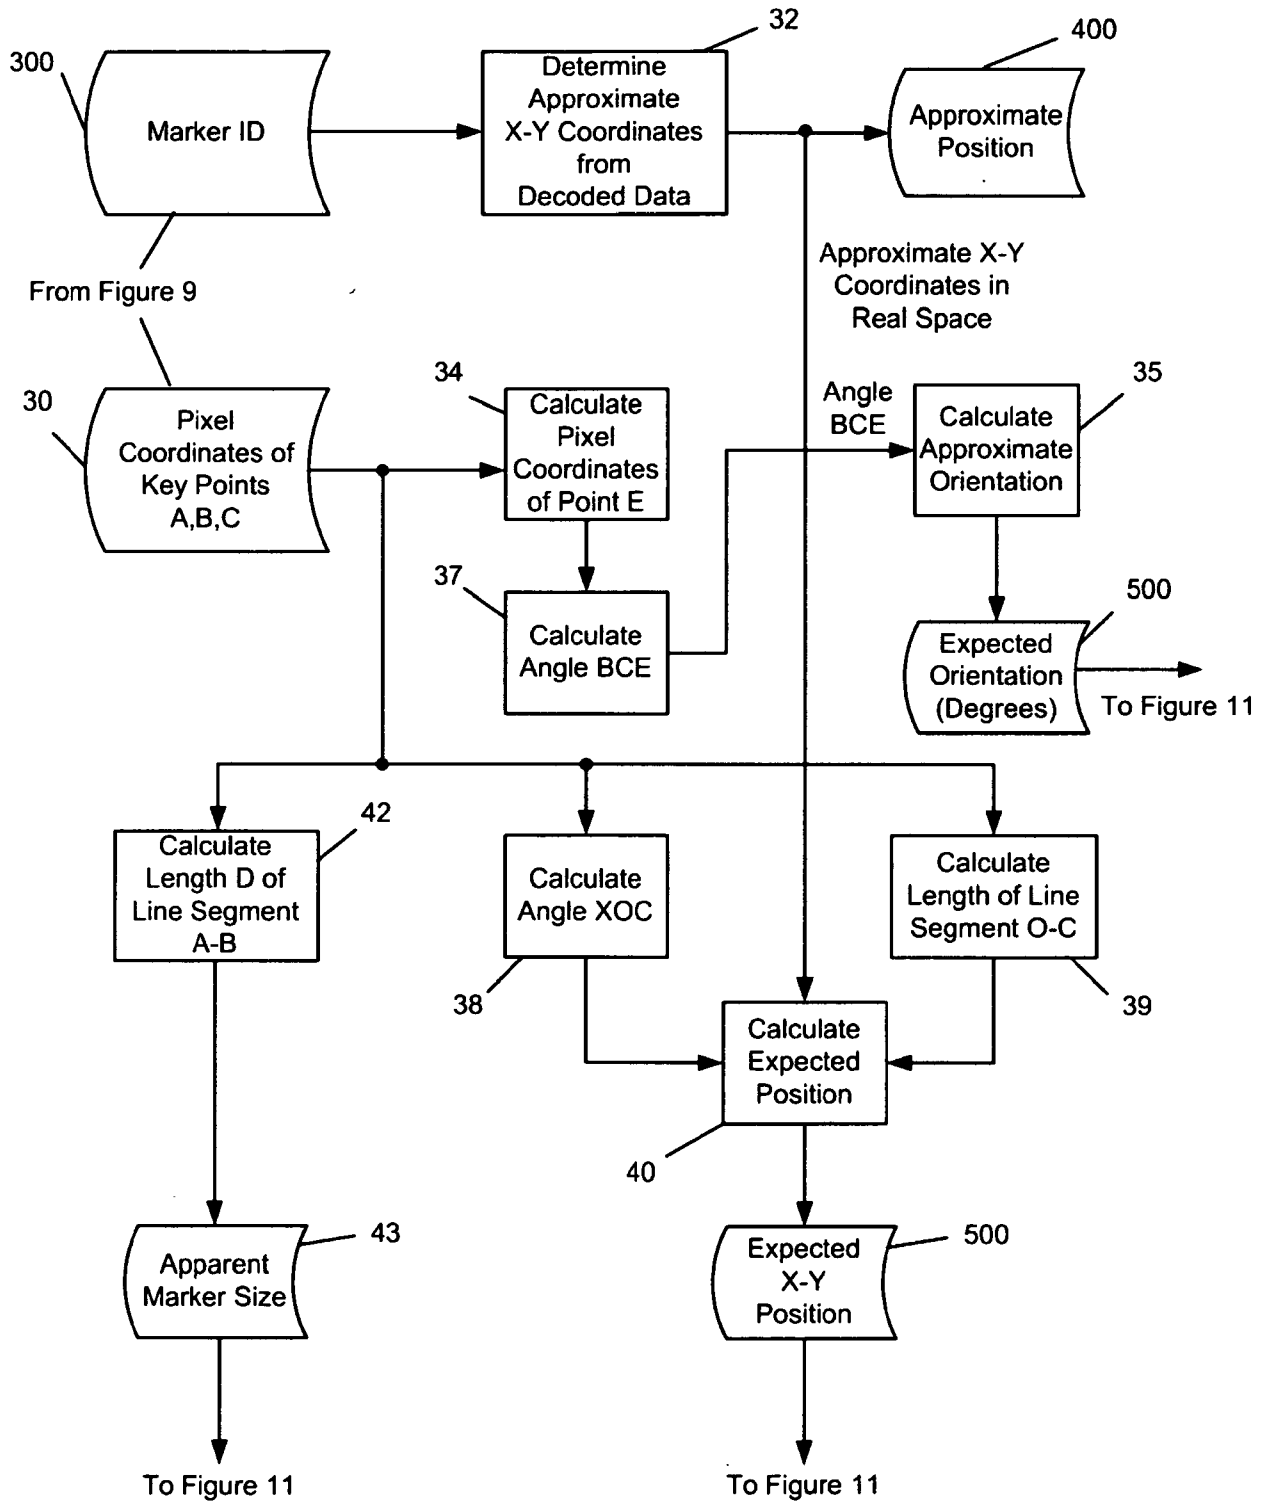 32
400
300
Determine
Approximate
X-Y Coordinates
from
Decoded Data
Marker ID
Approximate
Position
Approximate X-Y
Coordinates in
Real Space
From Figure 9
34
35
30
Angle
BCE
Pixel
Coordinates of
Key Points
A,B,C
Calculate
Pixel
Coordinates
of Point E
Calculate
Approximate
Orientation
37
500
Calculate
Angle BCE
Expected
Orientation
(Degrees)
To Figure 11
42
Calculate
Length D of
Line Segment
A-B
Calculate
Angle XOC
Calculate
Length of Line
Segment O-C
38
39
Calculate
Expected
Position
40
43
500
Apparent
Marker Size
Expected
X-Y
Position
To Figure 11
To Figure 11